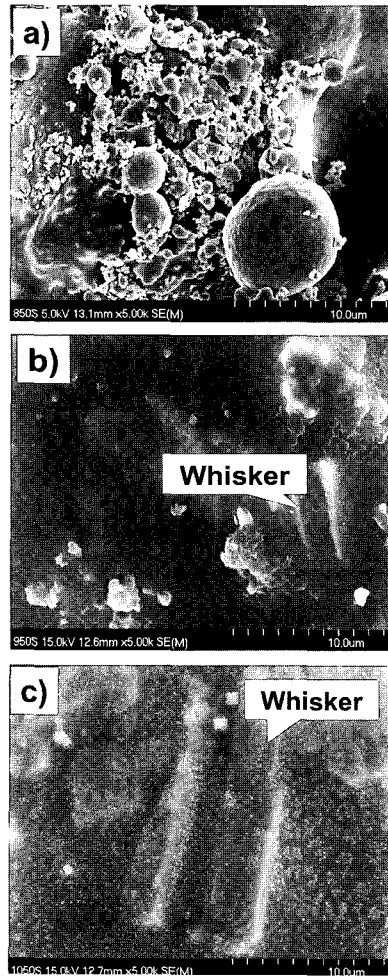 a)
850S 5.0kV 13.1mm x5.00k SE(M) 10.0um
b)
Whisker
950S 15.0kV 12.6mm x5.00k SE(M) 10.0um
c)
Whisker
1050S 15.0kV 12.7mm x5.00k SE(M) 10.0um